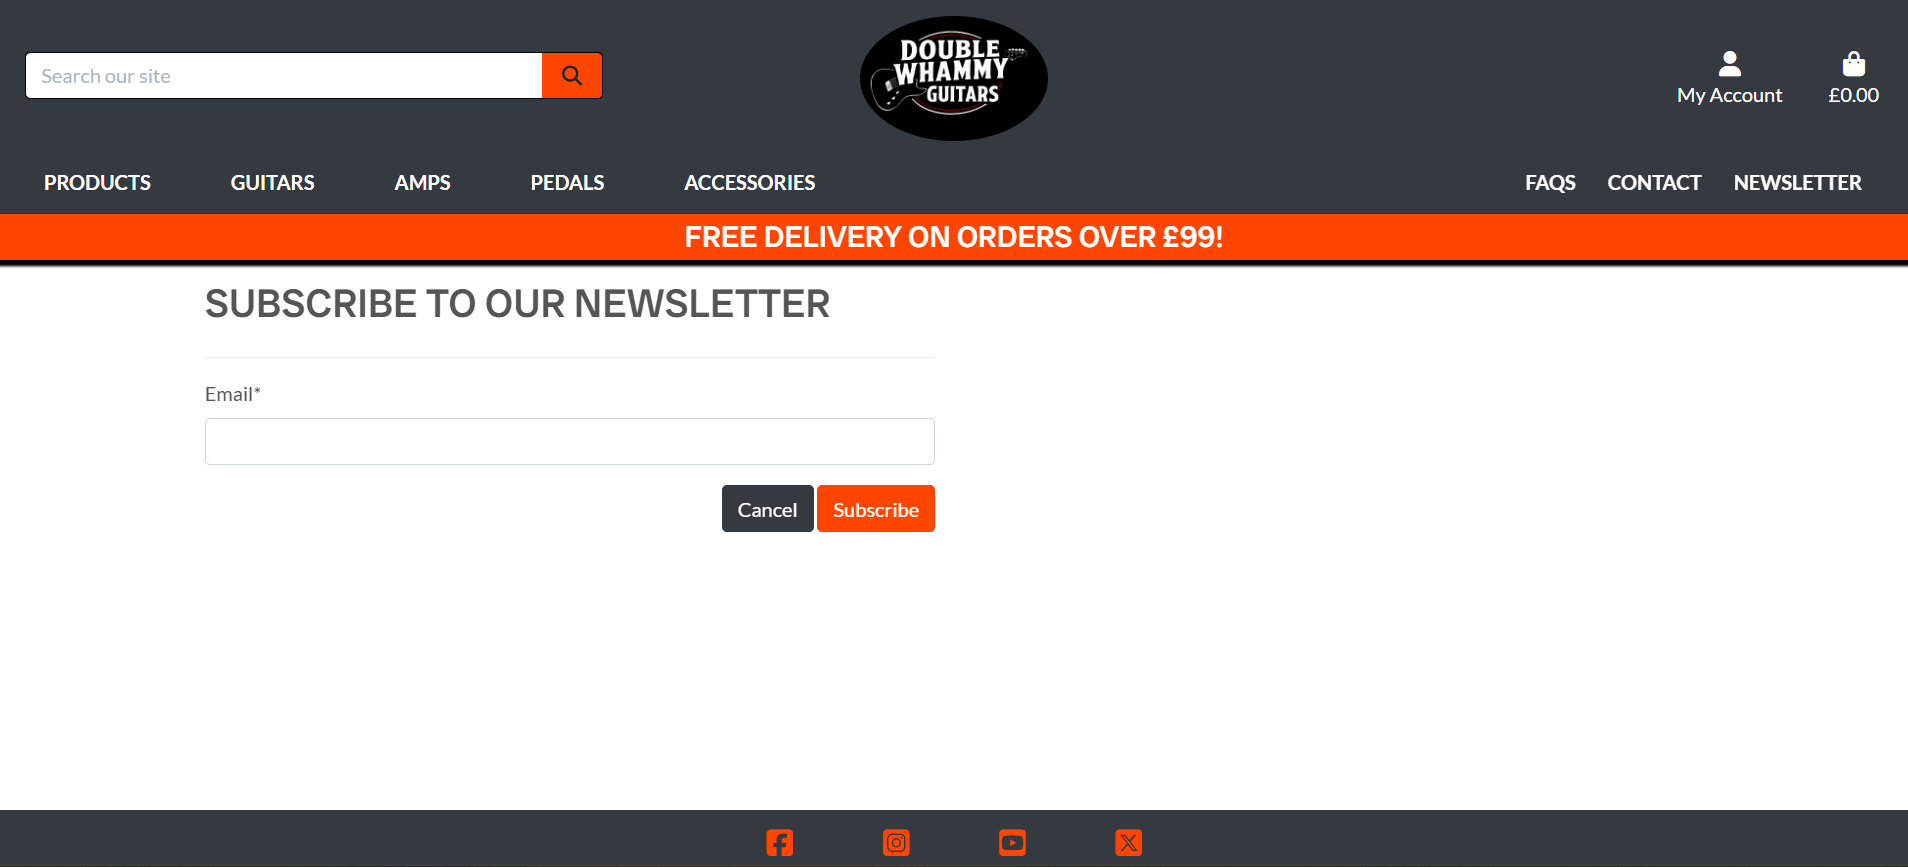 Search our site
DOUBLE
WHAMMY
GUITARS
My Account
£0.00
PRODUCTS GUITARS AMPS PEDALS ACCESSORIES FAQS CONTACT NEWSLETTER
FREE DELIVERY ON ORDERS OVER £99!
SUBSCRIBE TO OUR NEWSLETTER
Email*
Cancel Subscribe